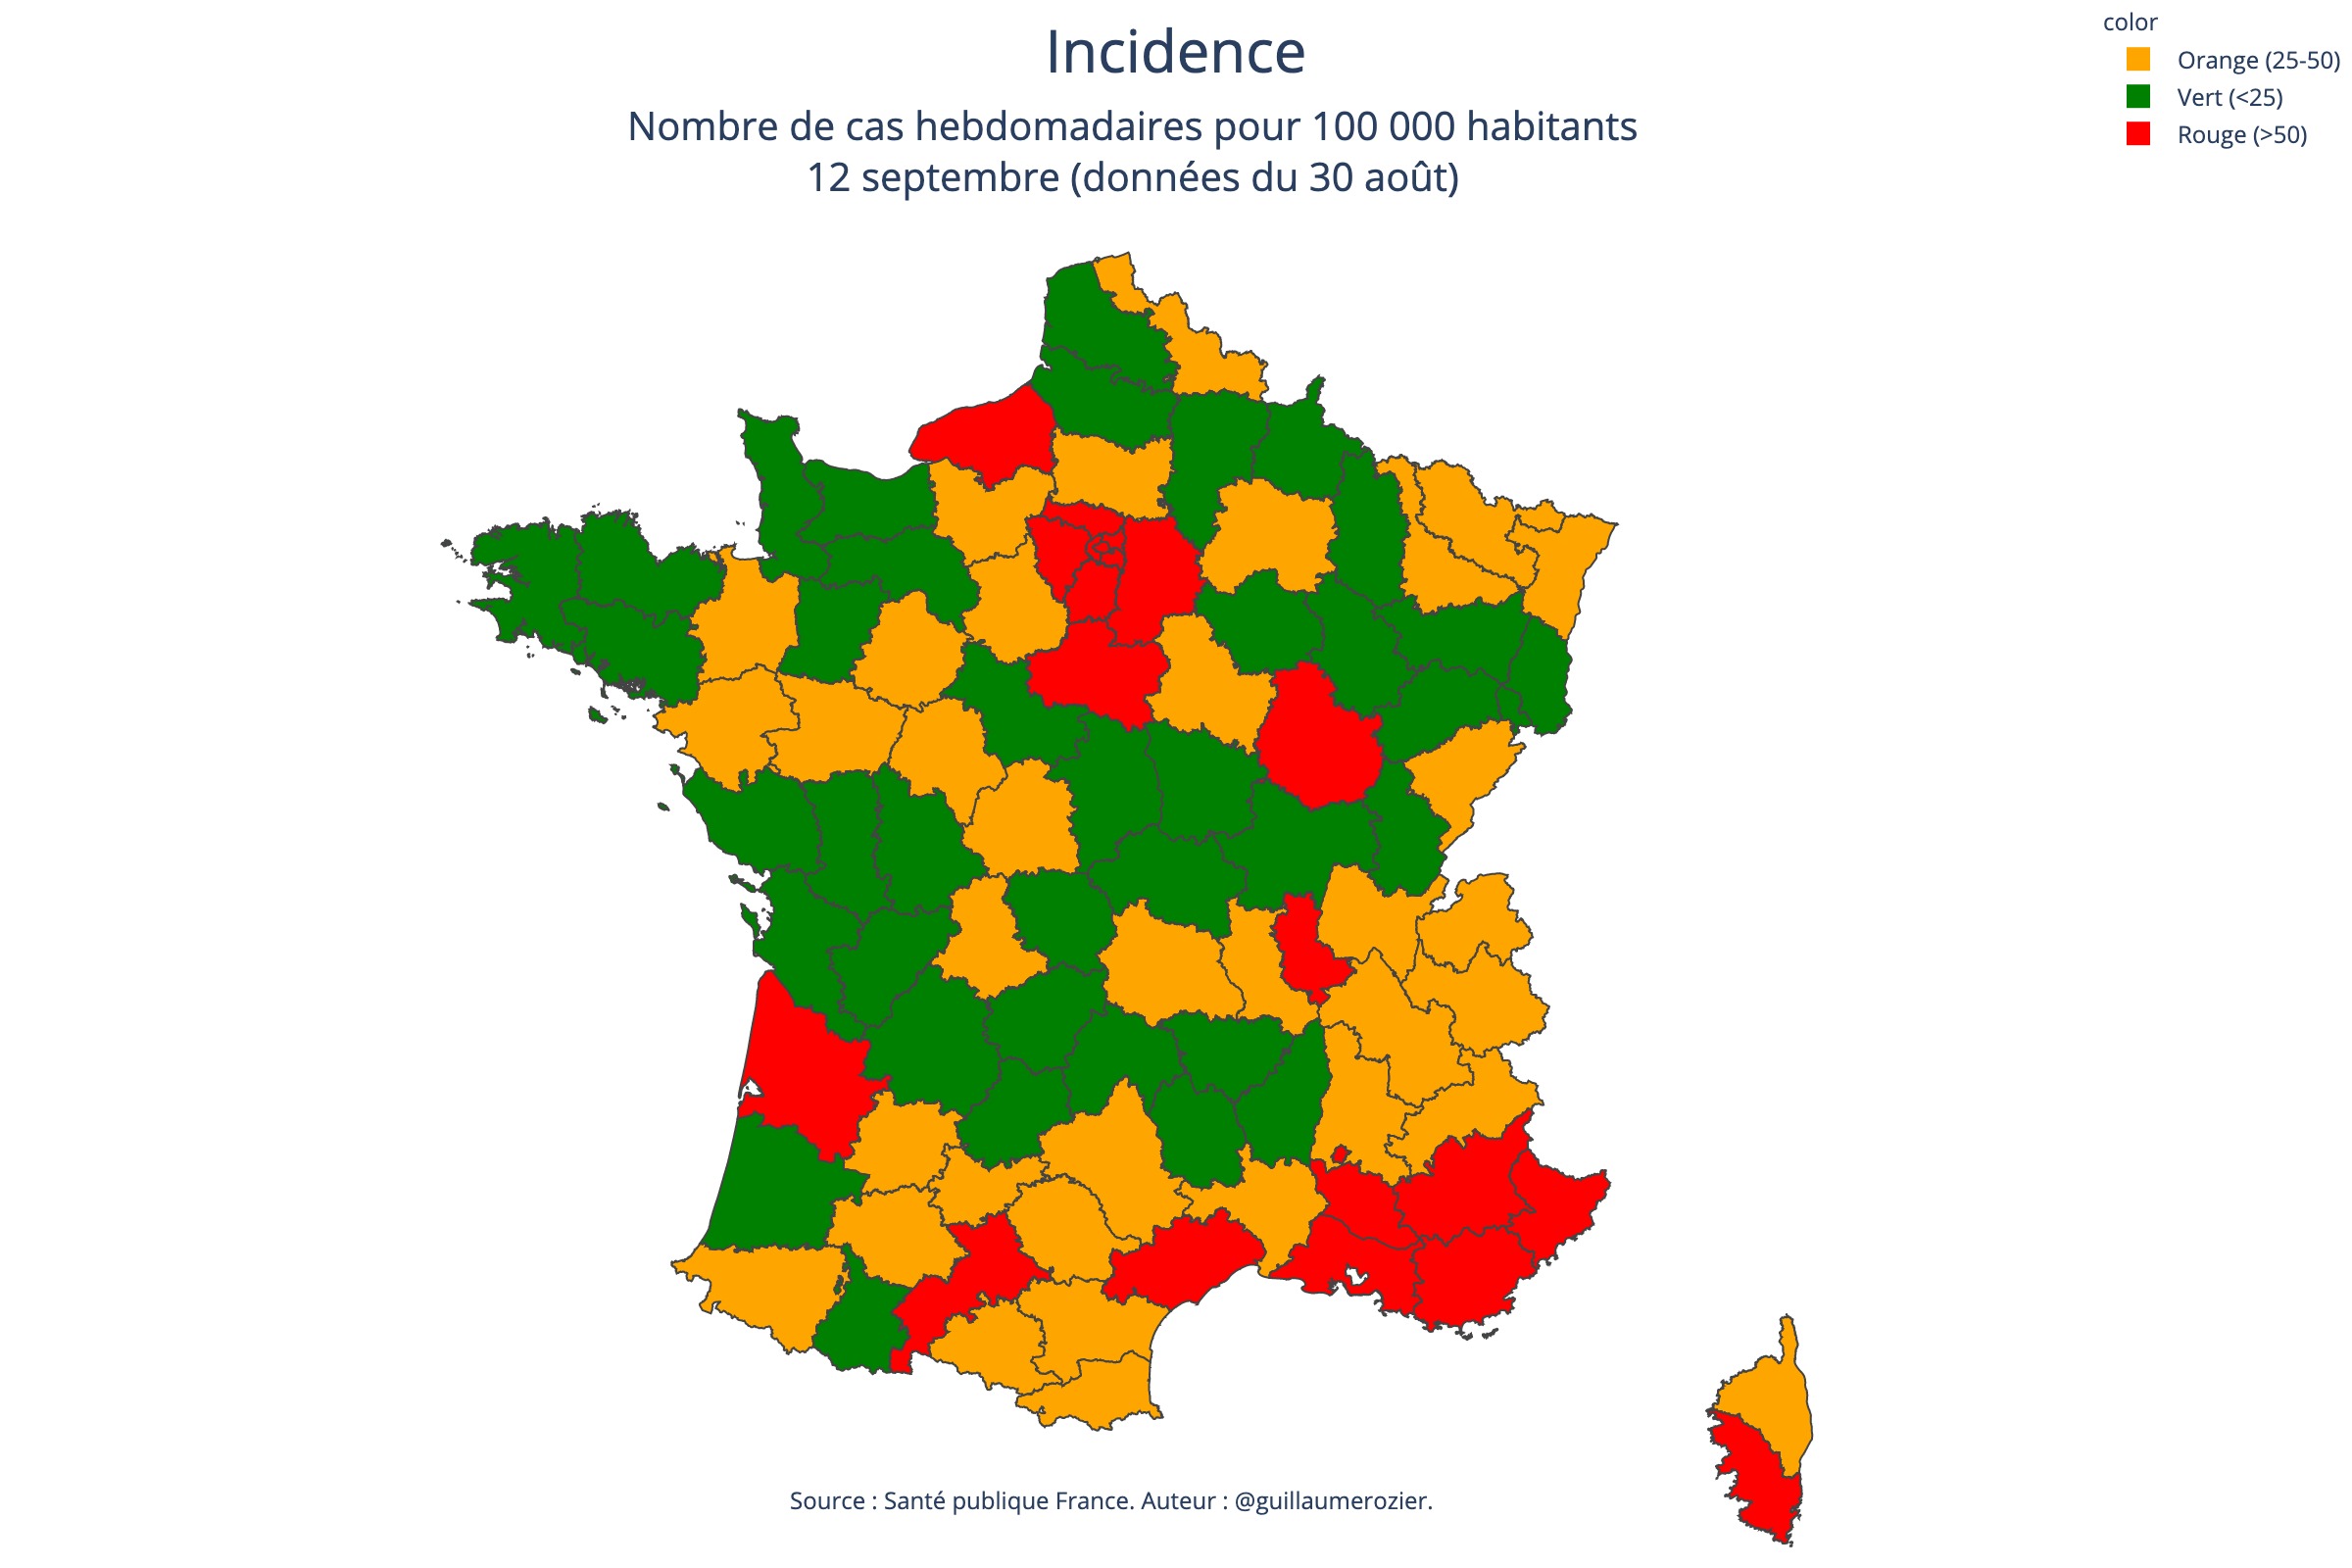 Incidence
Nombre de cas hebdomadaires pour 100 000 habitants
12 septembre (données du 30 août)
color
Orange (25-50)
Vert (<25)
Rouge (>50)
Source : Santé publique France. Auteur : @guillaumerozier.